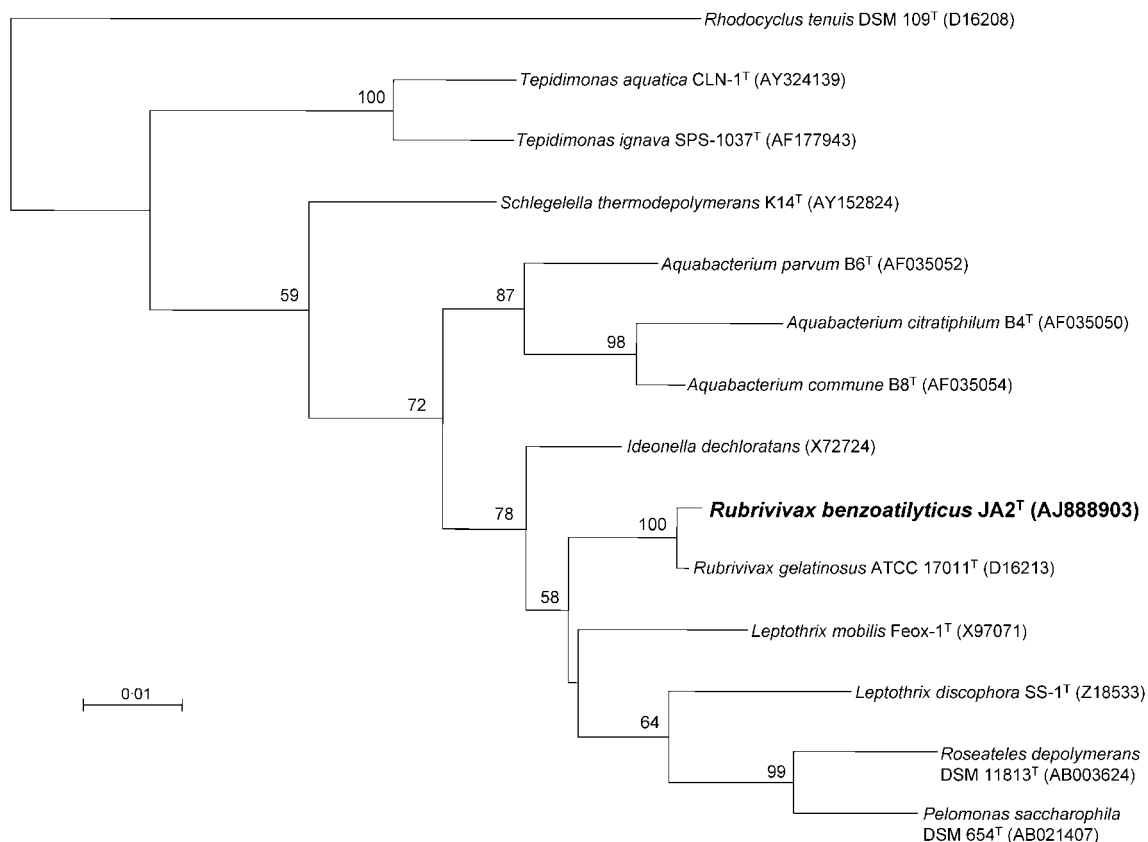 Rhodocyclus tenuis DSM 109ᵀ (D16208)
Tepidimonas aquatica CLN-1ᵀ (AY324139)
100
Tepidimonas ignava SPS-1037ᵀ (AF177943)
Schlegelella thermodepolymerans K14ᵀ (AY152824)
Aquabacterium parvum B6ᵀ (AF035052)
59
87
Aquabacterium citratiphilum B4ᵀ (AF035050)
98
Aquabacterium commune B8ᵀ (AF035054)
72
Ideonella dechloratans (X72724)
Rubrivivax benzoatilyticus JA2ᵀ (AJ888903)
78
100
Rubrivivax gelatinosus ATCC 17011ᵀ (D16213)
58
Leptothrix mobilis Feox-1ᵀ (X97071)
0·01
Leptothrix discophora SS-1ᵀ (Z18533)
64
Roseateles depolymerans
DSM 11813ᵀ (AB003624)
99
Pelomonas saccharophila
DSM 654ᵀ (AB021407)